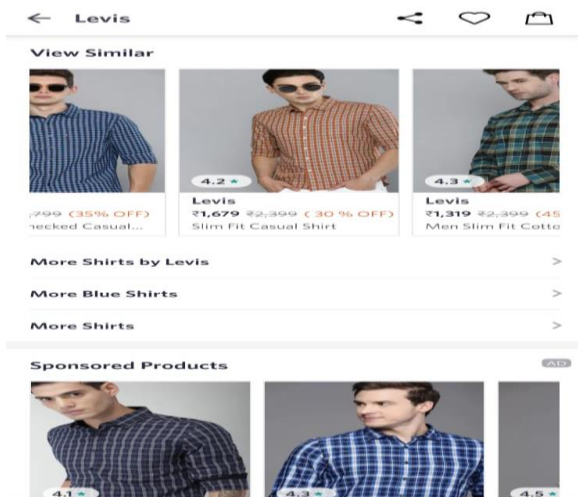 Levis
View Similar
4.2 ★
4.3 ★
Levis
Levis
,799 (35% OFF)
₹1,679 ₹2,399 ( 30 % OFF)
₹1,319 ₹2,399 (45
hecked Casual...
Slim Fit Casual Shirt
Men Slim Fit Cotto
More Shirts by Levis >
More Blue Shirts >
More Shirts >
Sponsored Products
AD
4.1 ★
4.3 ★
4.5 ★